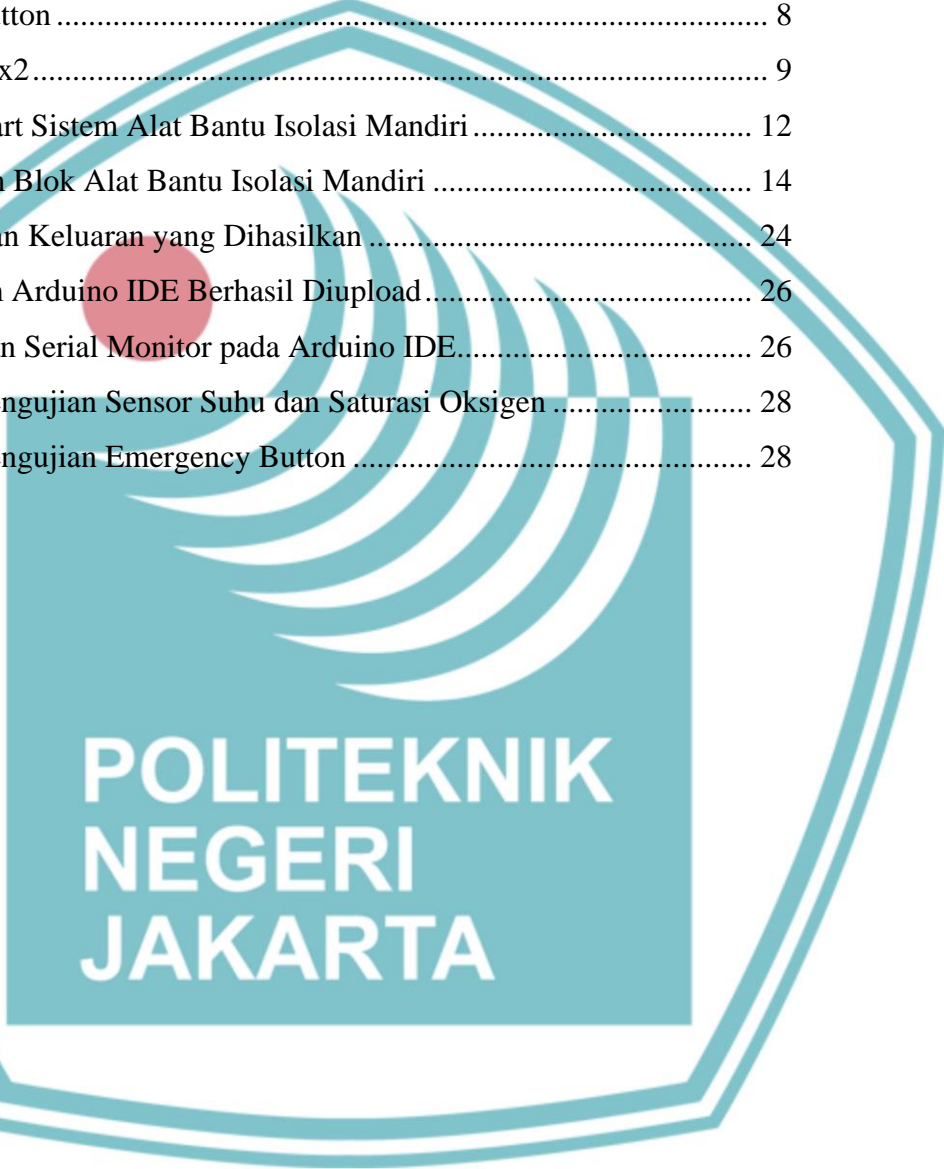 tton ........................................................................................ 8
x2 ........................................................................................... 9
art Sistem Alat Bantu Isolasi Mandiri ................................... 12
n Blok Alat Bantu Isolasi Mandiri ........................................ 14
an Keluaran yang Dihasilkan ................................................ 24
n Arduino IDE Berhasil Diupload ......................................... 26
n Serial Monitor pada Arduino IDE ..................................... 26
engujian Sensor Suhu dan Saturasi Oksigen ......................... 28
engujian Emergency Button .................................................. 28
POLITEKNIK
NEGERI
JAKARTA